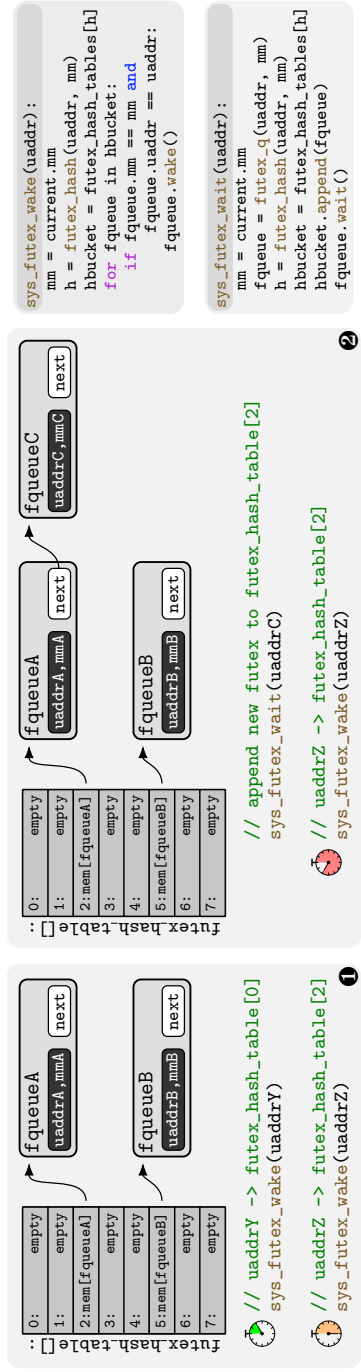 futex_hash_table[]:
0: empty
1: empty
2:mem[fqueueA]
3: empty
4: empty
5:mem[fqueueB]
6: empty
7: empty
fqueueA
uaddrA,mmA next
fqueueB
uaddrB,mmB next
// uaddrY -> futex_hash_table[0]
sys_futex_wake(uaddrY)
// uaddrZ -> futex_hash_table[2]
sys_futex_wake(uaddrZ)
1
futex_hash_table[]:
0: empty
1: empty
2:mem[fqueueA]
3: empty
4: empty
5:mem[fqueueB]
6: empty
7: empty
fqueueA
uaddrA,mmA next
fqueueC
uaddrC,mmC next
fqueueB
uaddrB,mmB next
// append new futex to futex_hash_table[2]
sys_futex_wait(uaddrC)
// uaddrZ -> futex_hash_table[2]
sys_futex_wake(uaddrZ)
2
sys_futex_wake(uaddr):
mm = current.mm
h = futex_hash(uaddr, mm)
hbucket = futex_hash_tables[h]
for fqueue in hbucket:
if fqueue.mm == mm and
fqueue.uaddr == uaddr:
fqueue.wake()
sys_futex_wait(uaddr):
mm = current.mm
fqueue = futex_q(uaddr, mm)
h = futex_hash(uaddr, mm)
hbucket = futex_hash_tables[h]
hbucket.append(fqueue)
fqueue.wait()